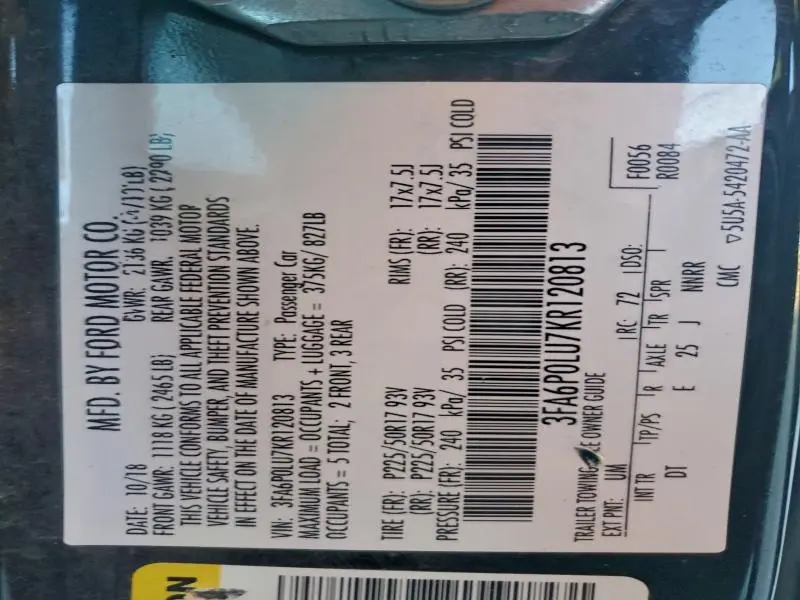 MFD. BY FORD MOTOR CO.
DATE: 10/18 GVWR: 2136 KG
FRONT GAWR: 1118 KG ( 2465 LB) REAR GAWR: 1039 KG ( 2290 LB)
THIS VEHICLE CONFORMS TO ALL APPLICABLE FEDERAL MOTOR
VEHICLE SAFETY, BUMPER, AND THEFT PREVENTION STANDARDS
IN EFFECT ON THE DATE OF MANUFACTURE SHOWN ABOVE.
VIN: 3FA6P0LU7KR120813 TYPE: Passenger Car
MAXIMUM LOAD = OCCUPANTS + LUGGAGE = 375KG/ 827LB
OCCUPANTS = 5 TOTAL; 2 FRONT, 3 REAR
TIRE (FR): P225/50R17 93V RIMS (FR): 17x7.5J
(RR): P225/50R17 93V (RR): 17x7.5J
PRESSURE (FR): 240 kPa/ 35 PSI COLD (RR): 240 kPa/ 35 PSI COLD
3FA6P0LU7KR120813
TRAILER TOWING OWNER GUIDE F0056
EXT PNT: UM RC: 72 DSO: R0084
INT TR TP/PS R AXLE TR SPR
DT E 25 J NNRR
CMC 5U5A-5420472-AA
ON